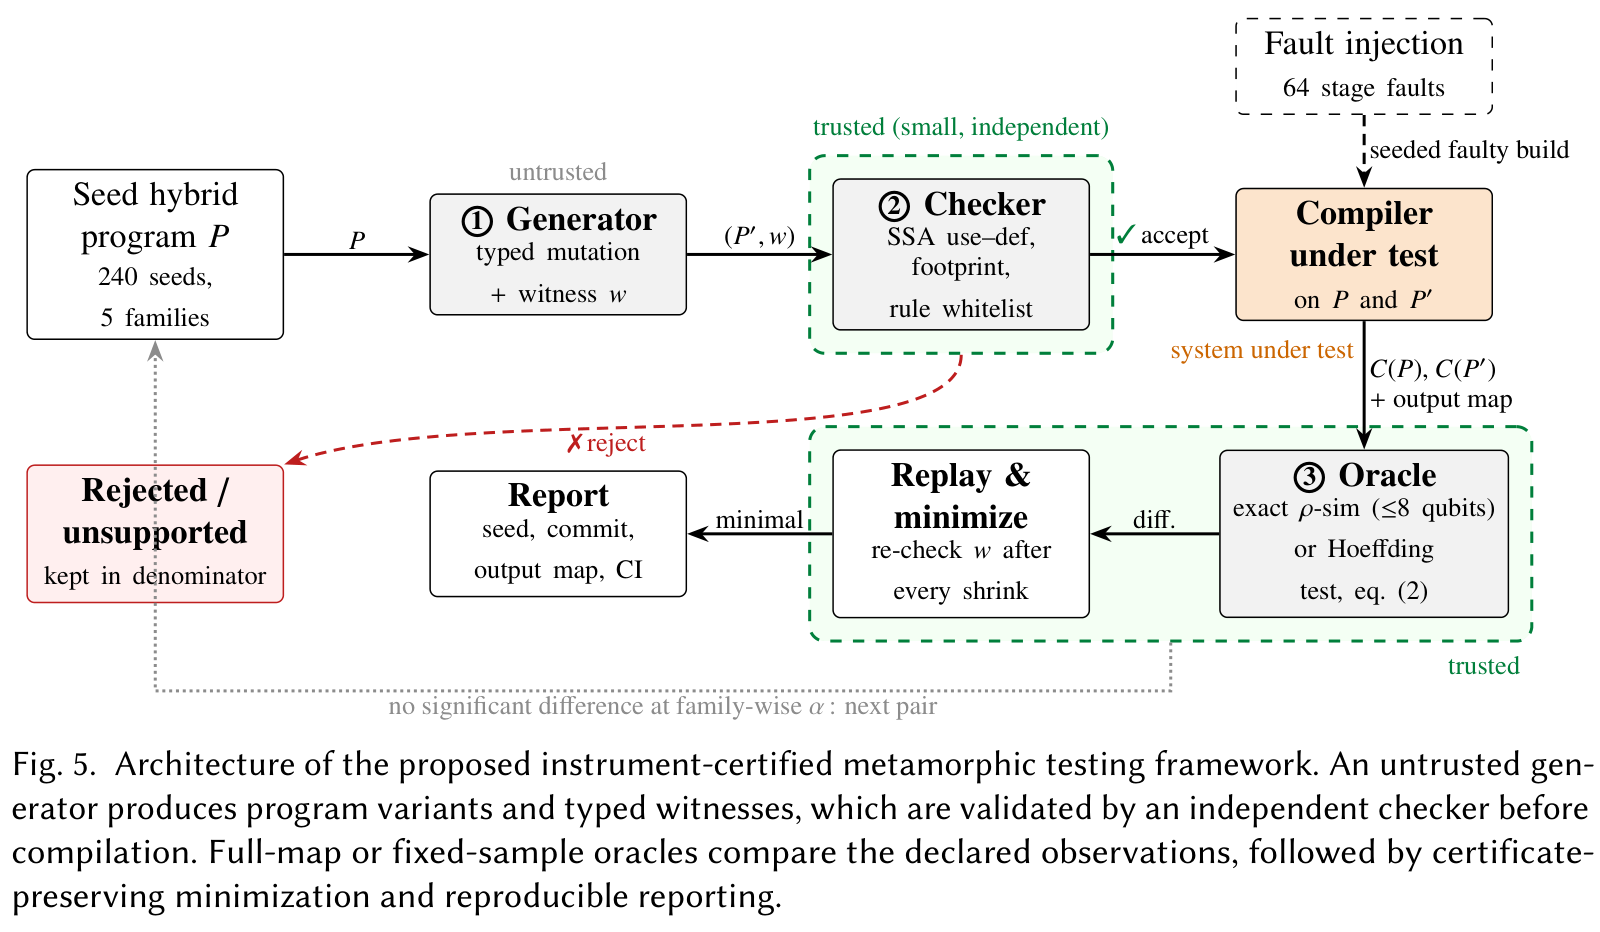 Fault injection
64 stage faults
seeded faulty build
trusted (small, independent)
untrusted
Seed hybrid
program P
240 seeds,
5 families
P
① Generator
typed mutation
+ witness w
(P′, w)
② Checker
SSA use–def,
footprint,
rule whitelist
✓accept
Compiler
under test
on P and P′
system under test
C(P), C(P′)
+ output map
✗reject
Rejected /
unsupported
kept in denominator
Report
seed, commit,
output map, CI
minimal
Replay &
minimize
re-check w after
every shrink
diff.
③ Oracle
exact ρ-sim (≤8 qubits)
or Hoeffding
test, eq. (2)
trusted
no significant difference at family-wise α : next pair
Fig. 5. Architecture of the proposed instrument-certified metamorphic testing framework. An untrusted gen-
erator produces program variants and typed witnesses, which are validated by an independent checker before
compilation. Full-map or fixed-sample oracles compare the declared observations, followed by certificate-
preserving minimization and reproducible reporting.